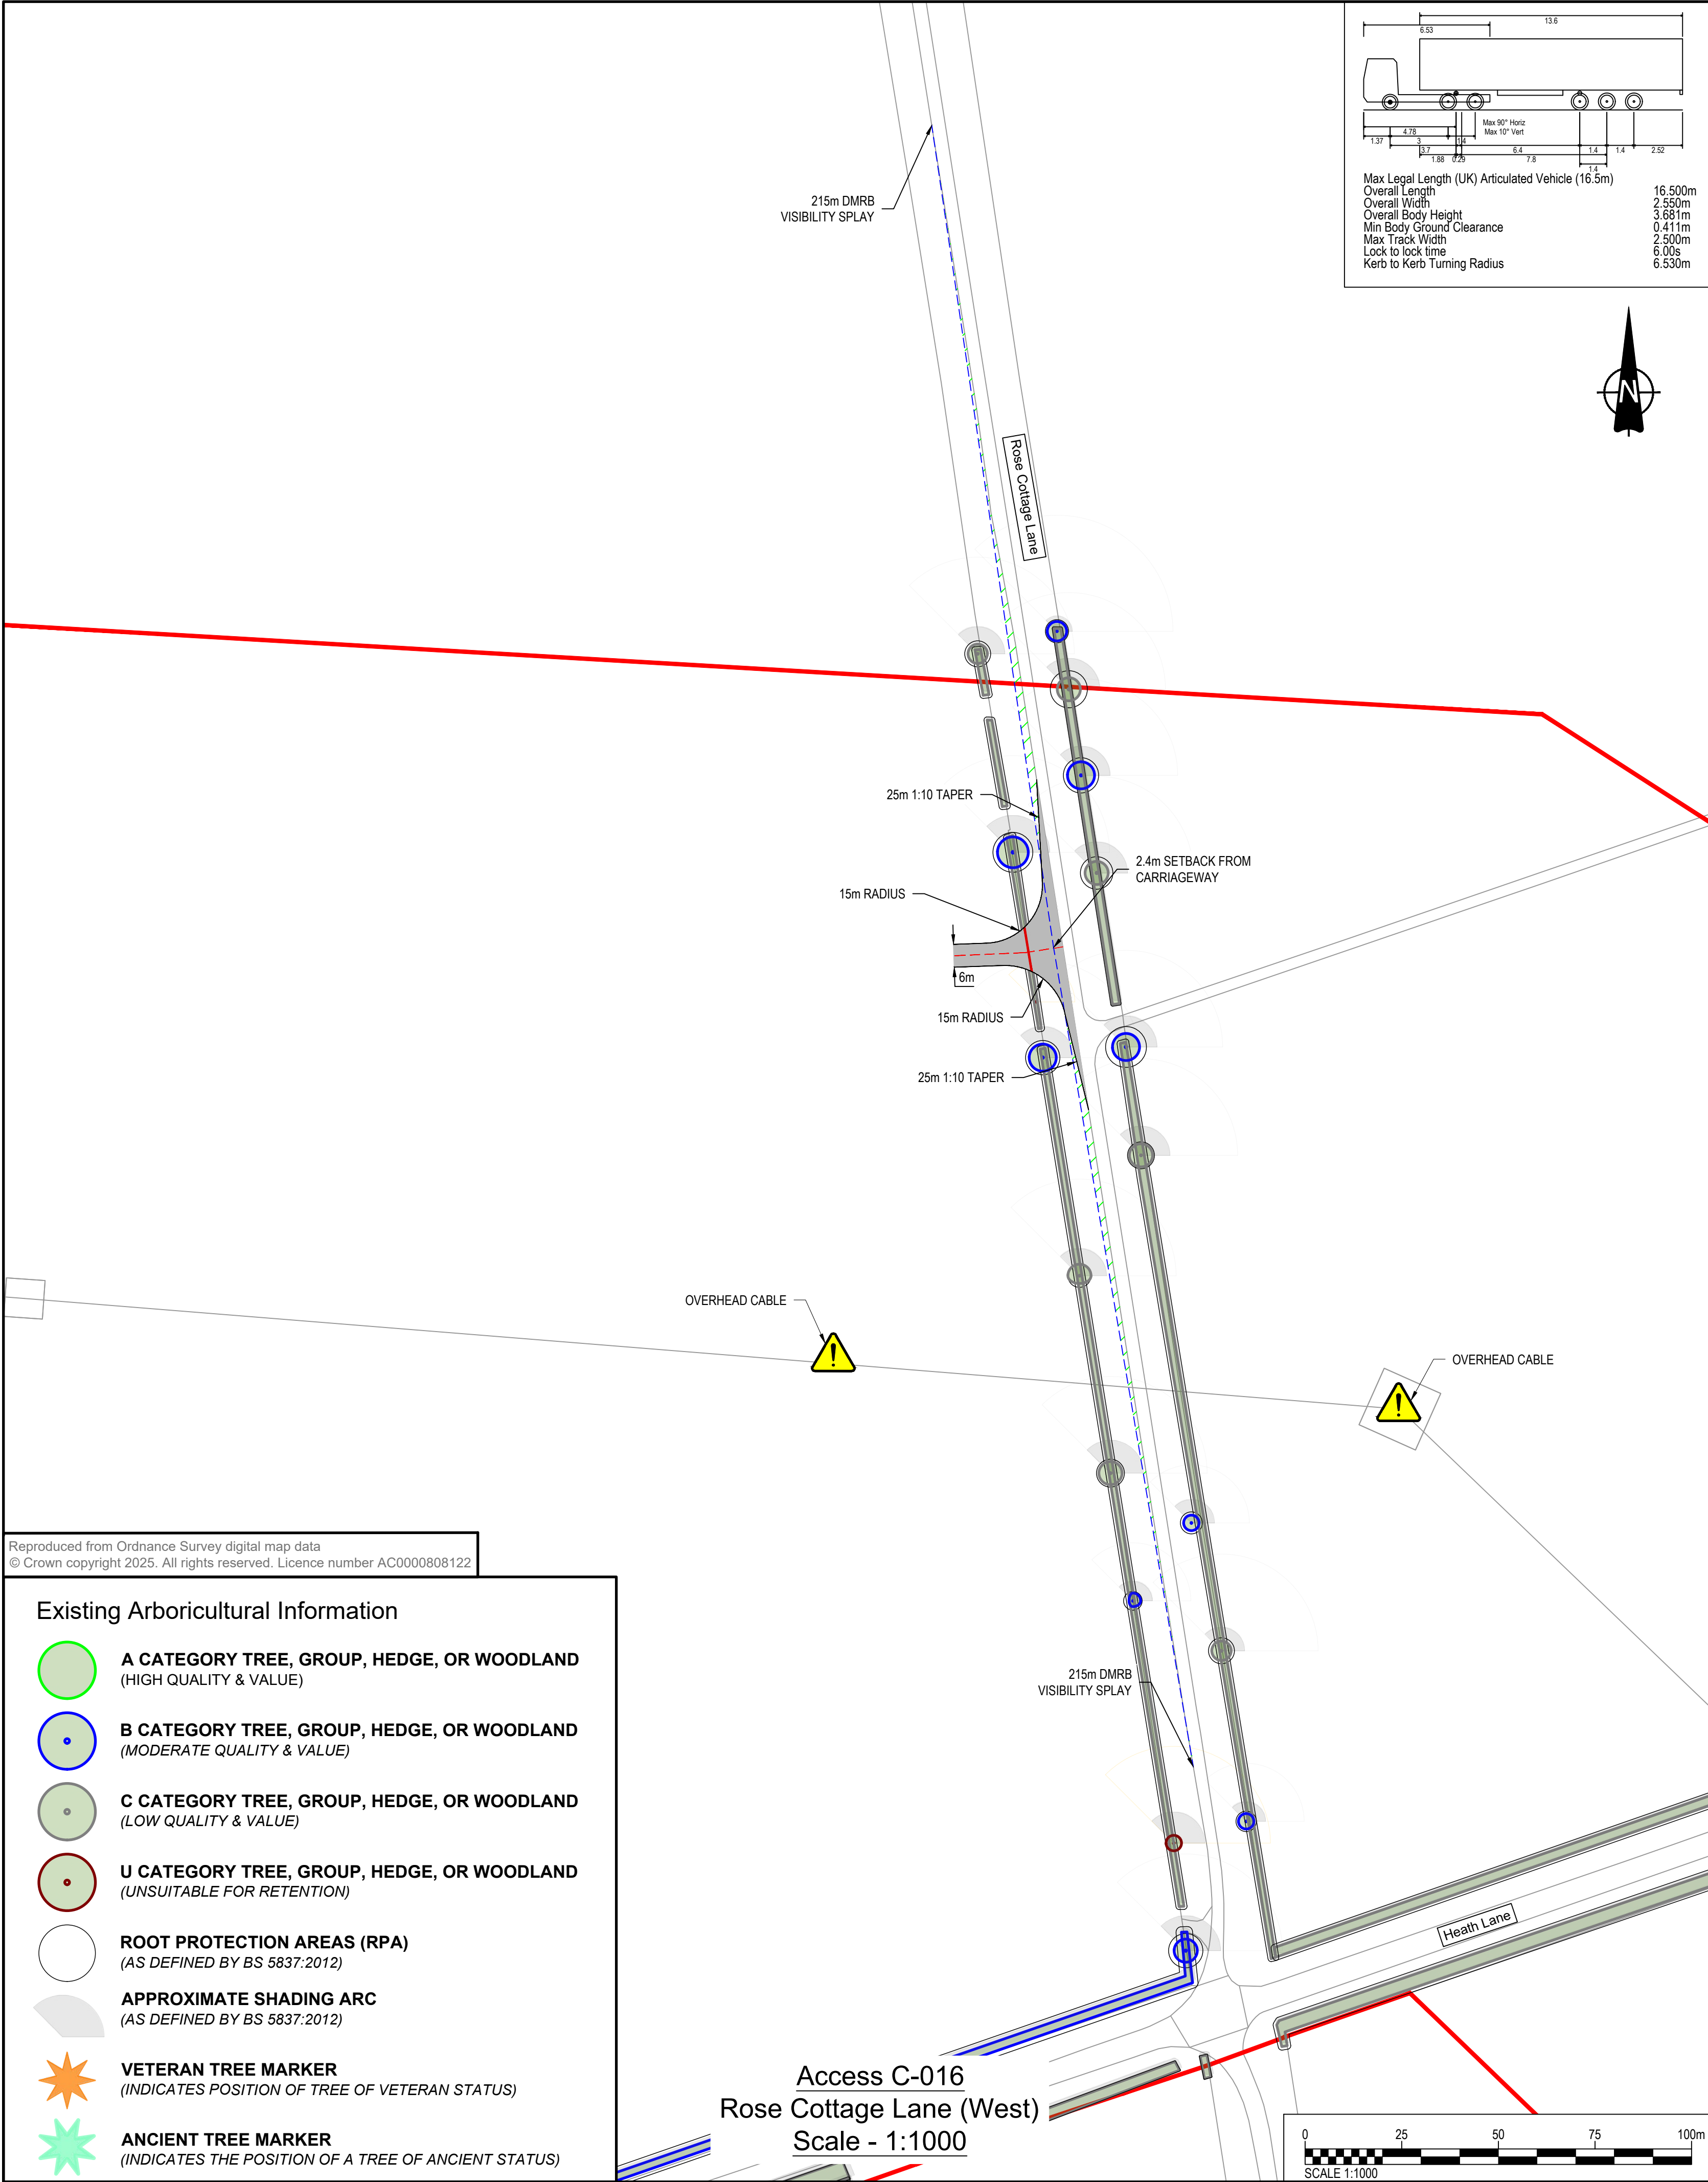 13.6
6.53
Max 90° Horiz
Max 10° Vert
4.78
1.37
3
1.4
3.7
6.4
1.4
1.4
2.52
1.88
0.29
7.8
1.4
Max Legal Length (UK) Articulated Vehicle (16.5m)
Overall Length 16.500m
Overall Width 2.550m
Overall Body Height 3.681m
Min Body Ground Clearance 0.411m
Max Track Width 2.500m
Lock to lock time 6.00s
Kerb to Kerb Turning Radius 6.530m
N
215m DMRB
VISIBILITY SPLAY
Rose Cottage Lane
25m 1:10 TAPER
2.4m SETBACK FROM
CARRIAGEWAY
15m RADIUS
6m
15m RADIUS
25m 1:10 TAPER
OVERHEAD CABLE
OVERHEAD CABLE
215m DMRB
VISIBILITY SPLAY
Heath Lane
Reproduced from Ordnance Survey digital map data
© Crown copyright 2025. All rights reserved. Licence number AC0000808122
Existing Arboricultural Information
A CATEGORY TREE, GROUP, HEDGE, OR WOODLAND
(HIGH QUALITY & VALUE)
B CATEGORY TREE, GROUP, HEDGE, OR WOODLAND
(MODERATE QUALITY & VALUE)
C CATEGORY TREE, GROUP, HEDGE, OR WOODLAND
(LOW QUALITY & VALUE)
U CATEGORY TREE, GROUP, HEDGE, OR WOODLAND
(UNSUITABLE FOR RETENTION)
ROOT PROTECTION AREAS (RPA)
(AS DEFINED BY BS 5837:2012)
APPROXIMATE SHADING ARC
(AS DEFINED BY BS 5837:2012)
VETERAN TREE MARKER
(INDICATES POSITION OF TREE OF VETERAN STATUS)
ANCIENT TREE MARKER
(INDICATES THE POSITION OF A TREE OF ANCIENT STATUS)
Access C-016
Rose Cottage Lane (West)
Scale - 1:1000
0 25 50 75 100m
SCALE 1:1000